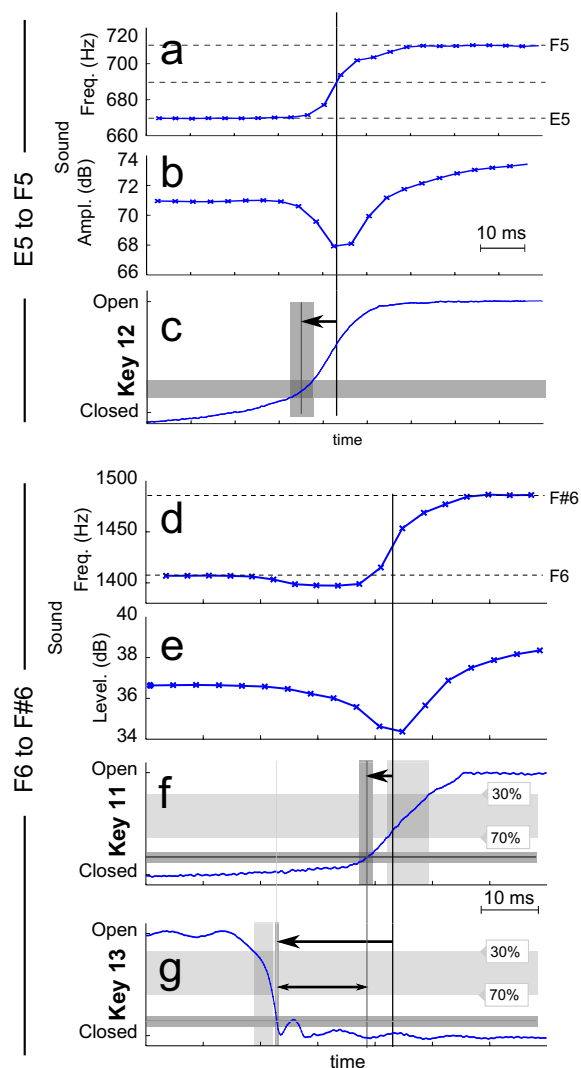 E5 to F5
Sound
a
Freq. (Hz)
720
700
680
660
F5
E5
b
Ampl. (dB)
74
72
70
68
66
10 ms
c
Key 12
Open
Closed
time
F6 to F#6
Sound
d
Freq. (Hz)
1500
1450
1400
F#6
F6
e
Level. (dB)
40
38
36
34
f
Key 11
Open
Closed
30%
70%
10 ms
g
Key 13
Open
Closed
30%
70%
time